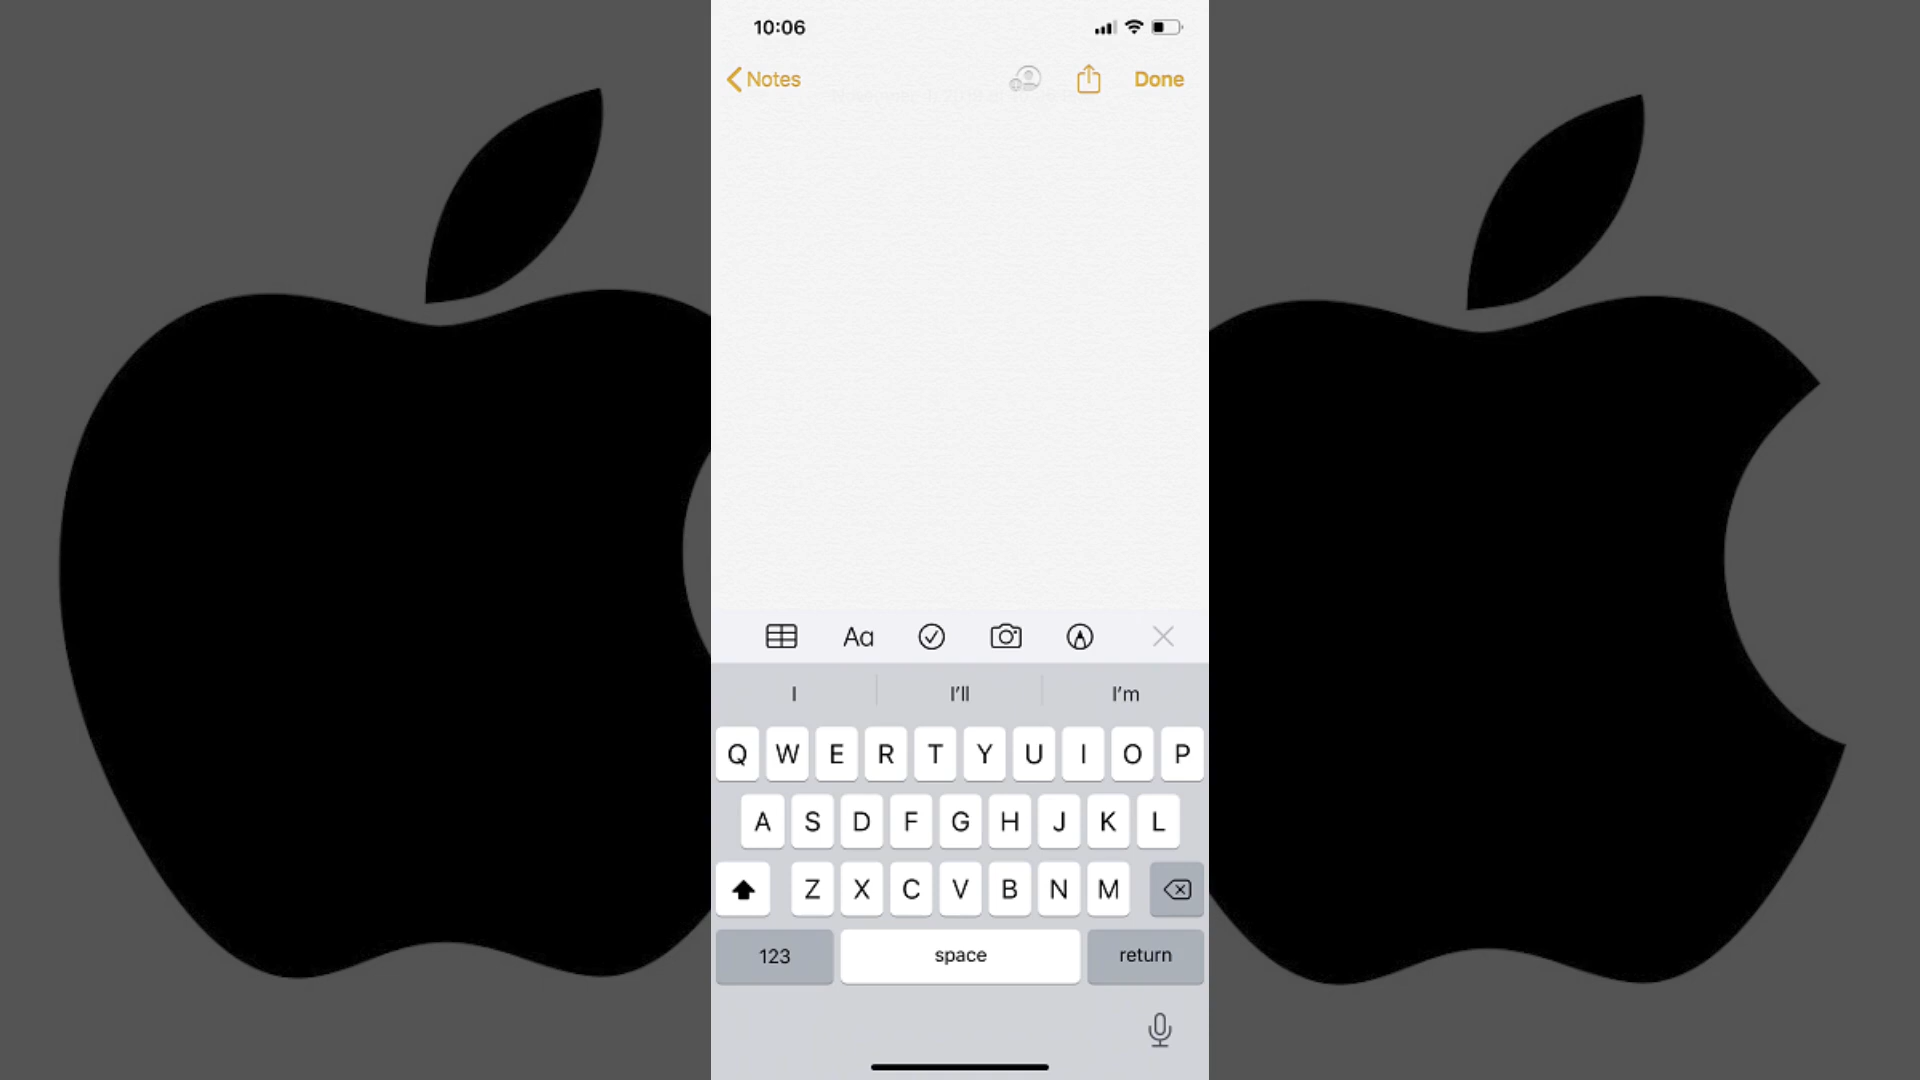 10:06
Notes Done
Aa
I I'll I'm
Q W E R T Y U I O P
A S D F G H J K L
Z X C V B N M
123 space return